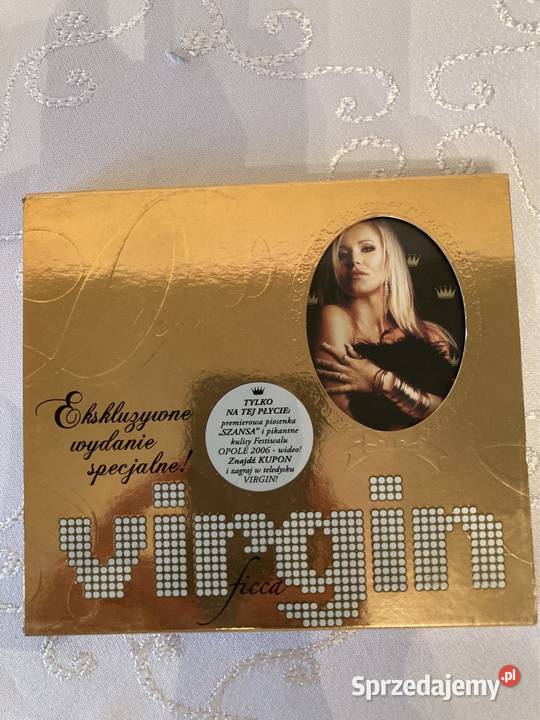 Ekskluzywne
wydanie
specjalne!
TYLKO
NA TEJ PŁYCIE:
premierowa piosenka
„SZANSA" i pikantne
kulisy Festiwalu
OPOLE 2006 - wideo!
Znajdź KUPON
i zagraj w teledysku
VIRGIN!
virgin
ficca
Sprzedajemy.pl